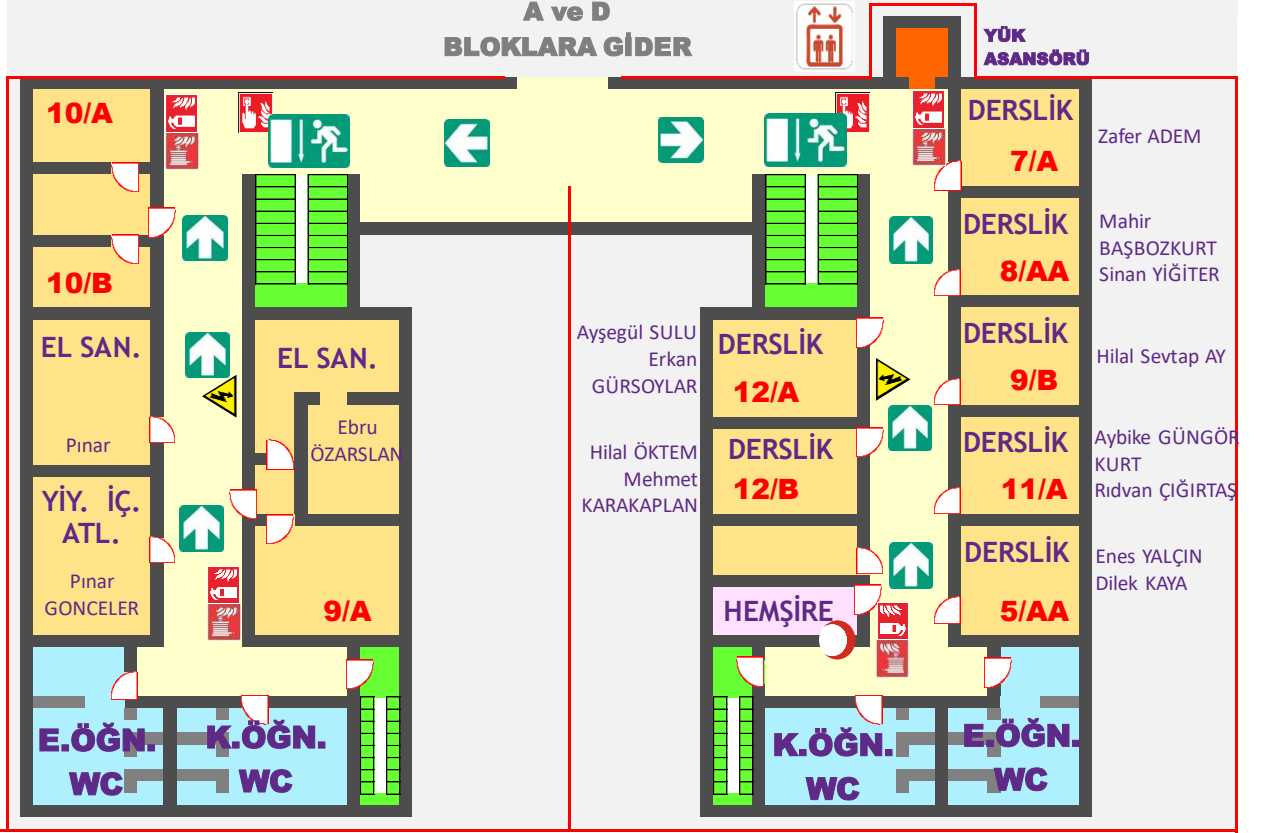 A ve D
BLOKLARA GİDER
YÜK
ASANSÖRÜ
10/A
10/B
EL SAN.
Pınar
YİY. İÇ.
ATL.
Pınar
GONCELER
EL SAN.
Ebru
ÖZARSLAN
9/A
E.ÖĞN.
WC
K.ÖĞN.
WC
Ayşegül SULU
Erkan
GÜRSOYLAR
Hilal ÖKTEM
Mehmet
KARAKAPLAN
DERSLİK
12/A
DERSLİK
12/B
HEMŞİRE
DERSLİK
7/A
Zafer ADEM
DERSLİK
8/AA
Mahir
BAŞBOZKURT
Sinan YİĞİTER
DERSLİK
9/B
Hilal Sevtap AY
DERSLİK
11/A
Aybike GÜNGÖR
KURT
Rıdvan ÇIĞIRTAŞ
DERSLİK
5/AA
Enes YALÇIN
Dilek KAYA
K.ÖĞN.
WC
E.ÖĞN.
WC